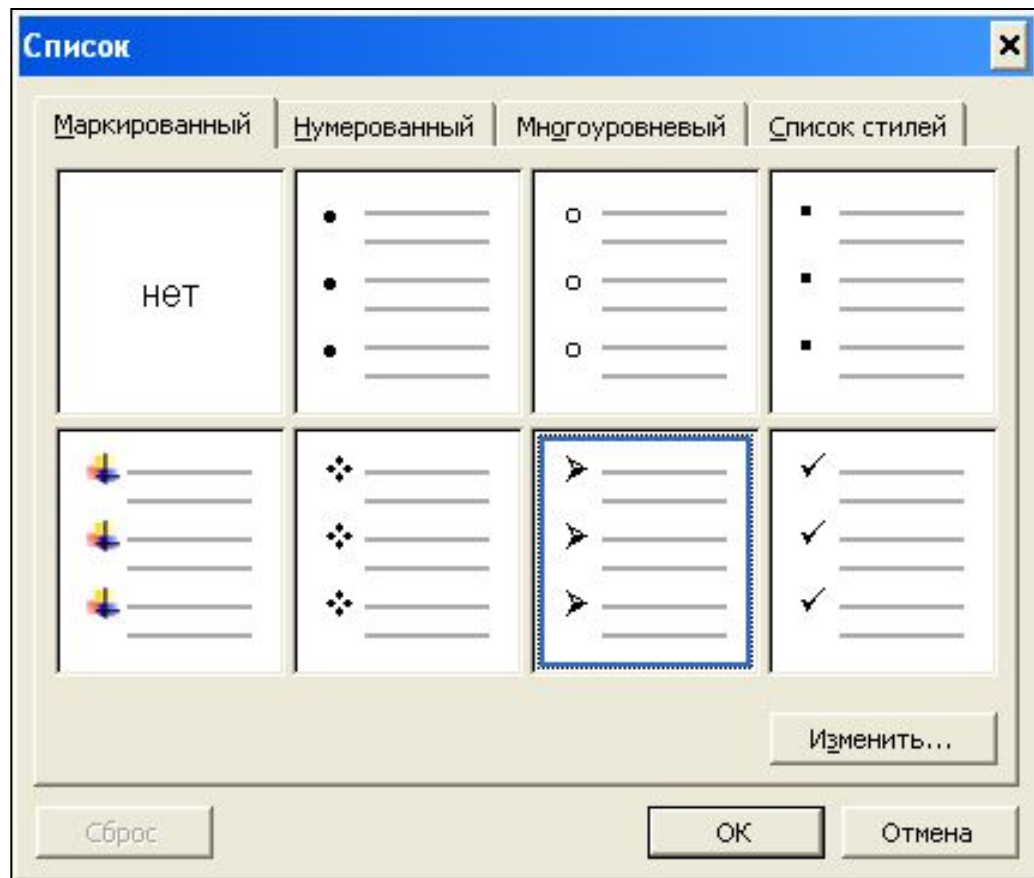 Список
Маркированный Нумерованный Многоуровневый Список стилей
нет
Изменить...
Сброс ОК Отмена